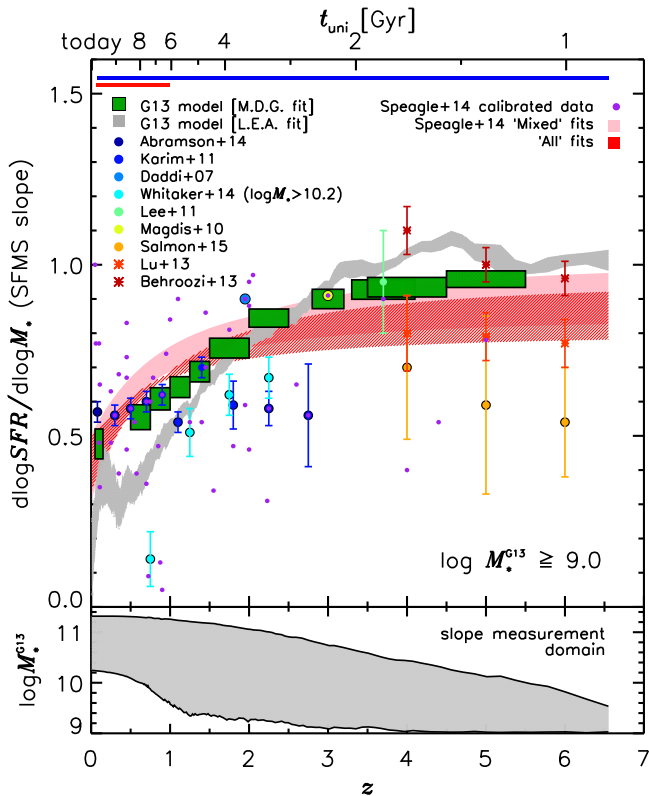 t_uni [Gyr]
today 8 6 4 2 1
1.5
G13 model [M.D.G. fit]
G13 model [L.E.A. fit]
Abramson+14
Karim+11
Daddi+07
Whitaker+14 (logM*>10.2)
Lee+11
Magdis+10
Salmon+15
Lu+13
Behroozi+13
Speagle+14 calibrated data
Speagle+14 'Mixed' fits
'All' fits
1.0
dlogSFR/dlogM* (SFMS slope)
0.5
log M*^G13 ≧ 9.0
0.0
slope measurement
domain
logM*^G13
11
10
9
0 1 2 3 4 5 6 7
z